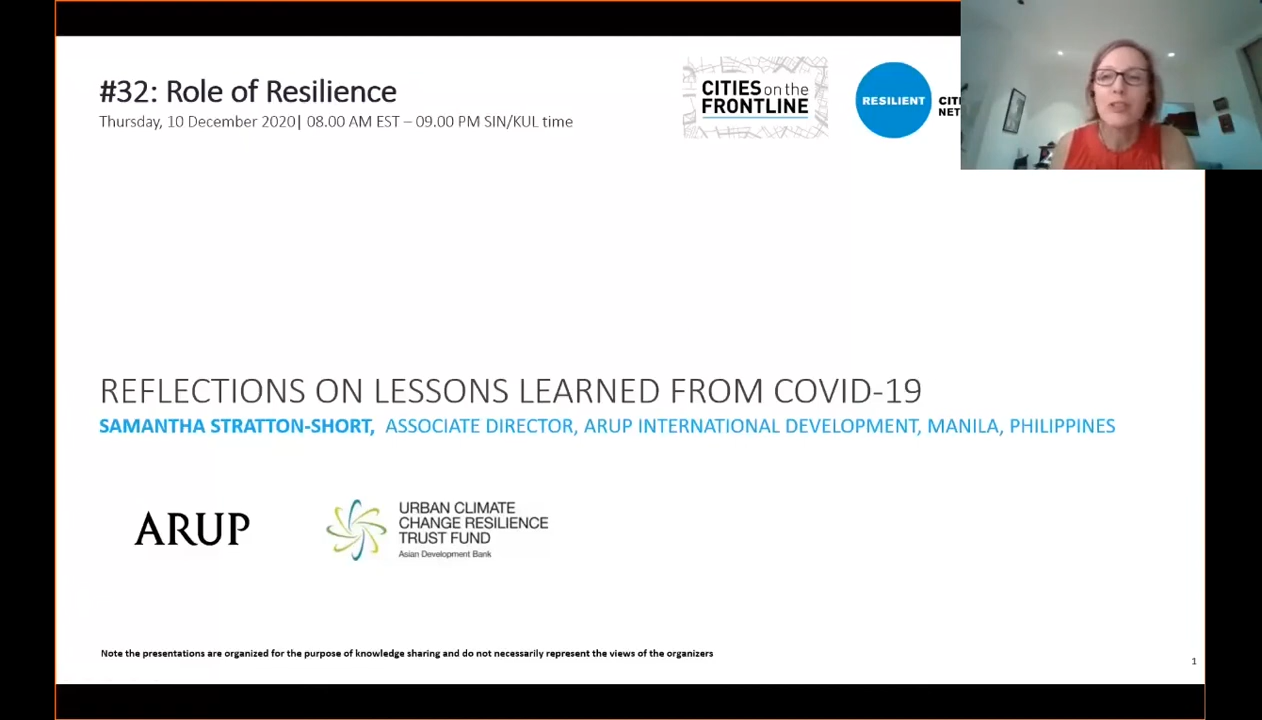 #32: Role of Resilience
Thursday, 10 December 2020| 08.00 AM EST – 09.00 PM SIN/KUL time
CITIES on the
FRONTLINE
RESILIENT
REFLECTIONS ON LESSONS LEARNED FROM COVID-19
SAMANTHA STRATTON-SHORT, ASSOCIATE DIRECTOR, ARUP INTERNATIONAL DEVELOPMENT, MANILA, PHILIPPINES
ARUP
URBAN CLIMATE
CHANGE RESILIENCE
TRUST FUND
Asian Development Bank
Note the presentations are organized for the purpose of knowledge sharing and do not necessarily represent the views of the organizers
1